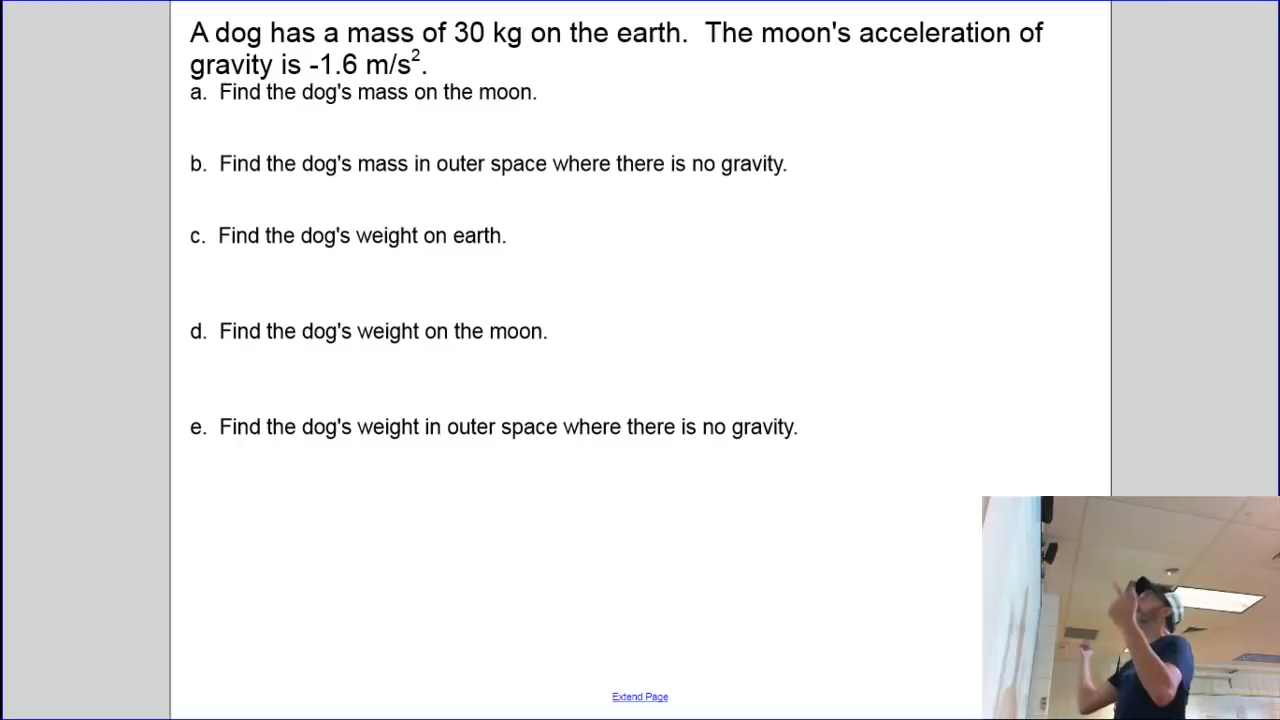 A dog has a mass of 30 kg on the earth.  The moon's acceleration of
gravity is -1.6 m/s².
a.  Find the dog's mass on the moon.
b.  Find the dog's mass in outer space where there is no gravity.
c.  Find the dog's weight on earth.
d.  Find the dog's weight on the moon.
e.  Find the dog's weight in outer space where there is no gravity.
Extend Page